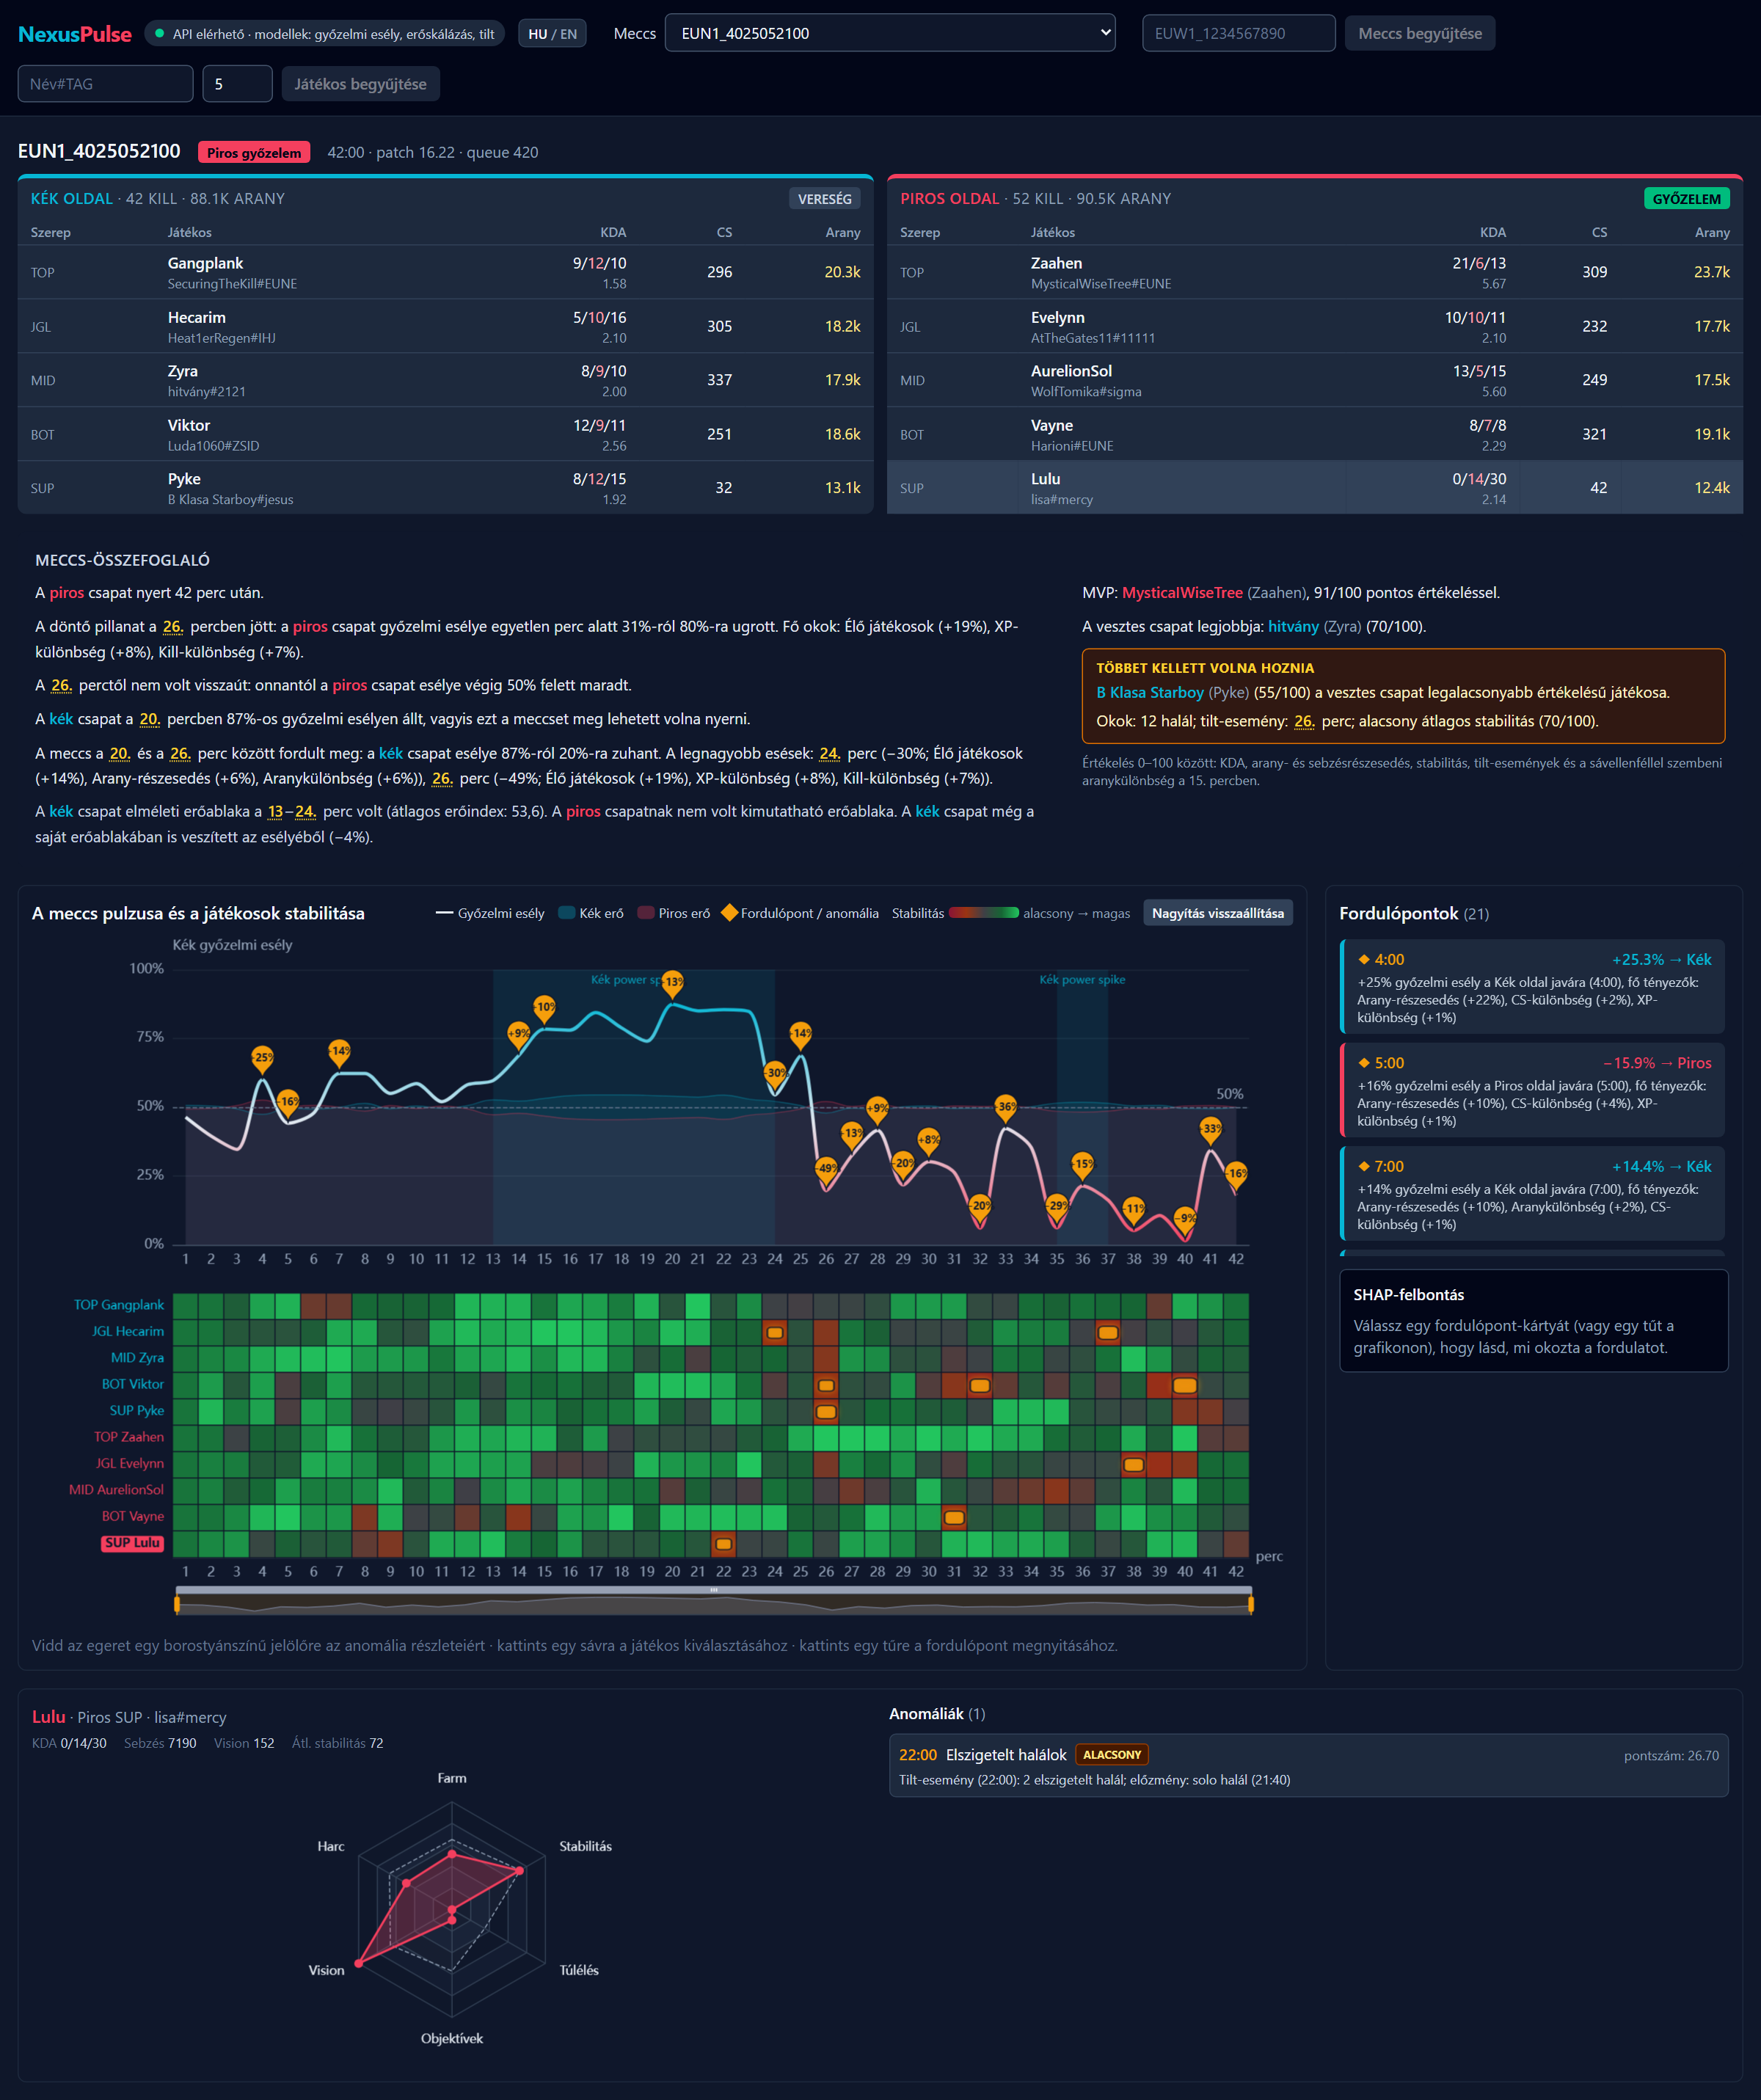 NexusPulse
API elérhető · modellek: győzelmi esély, erőskálázás, tilt
HU / EN
Meccs
EUN1_4025052100
EUW1_1234567890
Meccs begyűjtése
Név#TAG
5
Játékos begyűjtése
EUN1_4025052100
Piros győzelem
42:00 · patch 16.22 · queue 420
KÉK OLDAL · 42 KILL · 88.1K ARANY
VERESÉG
Szerep Játékos KDA CS Arany
TOP Gangplank 9/12/10 296 20.3k
SecuringTheKill#EUNE 1.58
JGL Hecarim 5/10/16 305 18.2k
Heat1erRegen#IHJ 2.10
MID Zyra 8/9/10 337 17.9k
hitvány#2121 2.00
BOT Viktor 12/9/11 251 18.6k
Luda1060#ZSID 2.56
SUP Pyke 8/12/15 32 13.1k
B Klasa Starboy#jesus 1.92
PIROS OLDAL · 52 KILL · 90.5K ARANY
GYŐZELEM
Szerep Játékos KDA CS Arany
TOP Zaahen 21/6/13 309 23.7k
MysticalWiseTree#EUNE 5.67
JGL Evelynn 10/10/11 232 17.7k
AtTheGates11#11111 2.10
MID AurelionSol 13/5/15 249 17.5k
WolfTomika#sigma 5.60
BOT Vayne 8/7/8 321 19.1k
Harioni#EUNE 2.29
SUP Lulu 0/14/30 42 12.4k
lisa#mercy 2.14
MECCS-ÖSSZEFOGLALÓ
A piros csapat nyert 42 perc után.
A döntő pillanat a 26. percben jött: a piros csapat győzelmi esélye egyetlen perc alatt 31%-ról 80%-ra ugrott. Fő okok: Élő játékosok (+19%), XP-
különbség (+8%), Kill-különbség (+7%).
A 26. perctől nem volt visszaút: onnantól a piros csapat esélye végig 50% felett maradt.
A kék csapat a 20. percben 87%-os győzelmi esélyen állt, vagyis ezt a meccset meg lehetett volna nyerni.
A meccs a 20. és a 26. perc között fordult meg: a kék csapat esélye 87%-ról 20%-ra zuhant. A legnagyobb esések: 24. perc (−30%; Élő játékosok
(+14%), Arany-részesedés (+6%), Aranykülönbség (+6%)), 26. perc (−49%; Élő játékosok (+19%), XP-különbség (+8%), Kill-különbség (+7%)).
A kék csapat elméleti erőablaka a 13–24. perc volt (átlagos erőindex: 53,6). A piros csapatnak nem volt kimutatható erőablaka. A kék csapat még a
saját erőablakában is veszített az esélyéből (−4%).
MVP: MysticalWiseTree (Zaahen), 91/100 pontos értékeléssel.
A vesztes csapat legjobbja: hitvány (Zyra) (70/100).
TÖBBET KELLETT VOLNA HOZNIA
B Klasa Starboy (Pyke) (55/100) a vesztes csapat legalacsonyabb értékelésű játékosa.
Okok: 12 halál; tilt-esemény: 26. perc; alacsony átlagos stabilitás (70/100).
Értékelés 0–100 között: KDA, arany- és sebzésrészesedés, stabilitás, tilt-események és a sávellenféllel szembeni
aranykülönbség a 15. percben.
A meccs pulzusa és a játékosok stabilitása
Győzelmi esély
Kék erő
Piros erő
Fordulópont / anomália
Stabilitás
alacsony → magas
Nagyítás visszaállítása
Kék győzelmi esély
100%
75%
50%
25%
0%
50%
Kék power sp
Kék power spike
25%
16%
14%
+9%
10%
13%
30%
14%
49%
13%
+9%
20%
+8%
20%
36%
29%
15%
11%
−9%
33%
16%
1 2 3 4 5 6 7 8 9 10 11 12 13 14 15 16 17 18 19 20 21 22 23 24 25 26 27 28 29 30 31 32 33 34 35 36 37 38 39 40 41 42
TOP Gangplank
JGL Hecarim
MID Zyra
BOT Viktor
SUP Pyke
TOP Zaahen
JGL Evelynn
MID AurelionSol
BOT Vayne
SUP Lulu
perc
1 2 3 4 5 6 7 8 9 10 11 12 13 14 15 16 17 18 19 20 21 22 23 24 25 26 27 28 29 30 31 32 33 34 35 36 37 38 39 40 41 42
Vidd az egeret egy borostyánszínű jelölőre az anomália részleteiért · kattints egy sávra a játékos kiválasztásához · kattints egy tűre a fordulópont megnyitásához.
Fordulópontok (21)
4:00 +25.3% → Kék
+25% győzelmi esély a Kék oldal javára (4:00), fő tényezők:
Arany-részesedés (+22%), CS-különbség (+2%), XP-
különbség (+1%)
5:00 −15.9% → Piros
+16% győzelmi esély a Piros oldal javára (5:00), fő tényezők:
Arany-részesedés (+10%), CS-különbség (+4%), XP-
különbség (+1%)
7:00 +14.4% → Kék
+14% győzelmi esély a Kék oldal javára (7:00), fő tényezők:
Arany-részesedés (+10%), Aranykülönbség (+2%), CS-
különbség (+1%)
SHAP-felbontás
Válassz egy fordulópont-kártyát (vagy egy tűt a
grafikonon), hogy lásd, mi okozta a fordulatot.
Lulu · Piros SUP · lisa#mercy
KDA 0/14/30 Sebzés 7190 Vision 152 Átl. stabilitás 72
Farm
Harc
Stabilitás
Vision
Túlélés
Objektívek
Anomáliák (1)
22:00 Elszigetelt halálok ALACSONY pontszám: 26.70
Tilt-esemény (22:00): 2 elszigetelt halál; előzmény: solo halál (21:40)